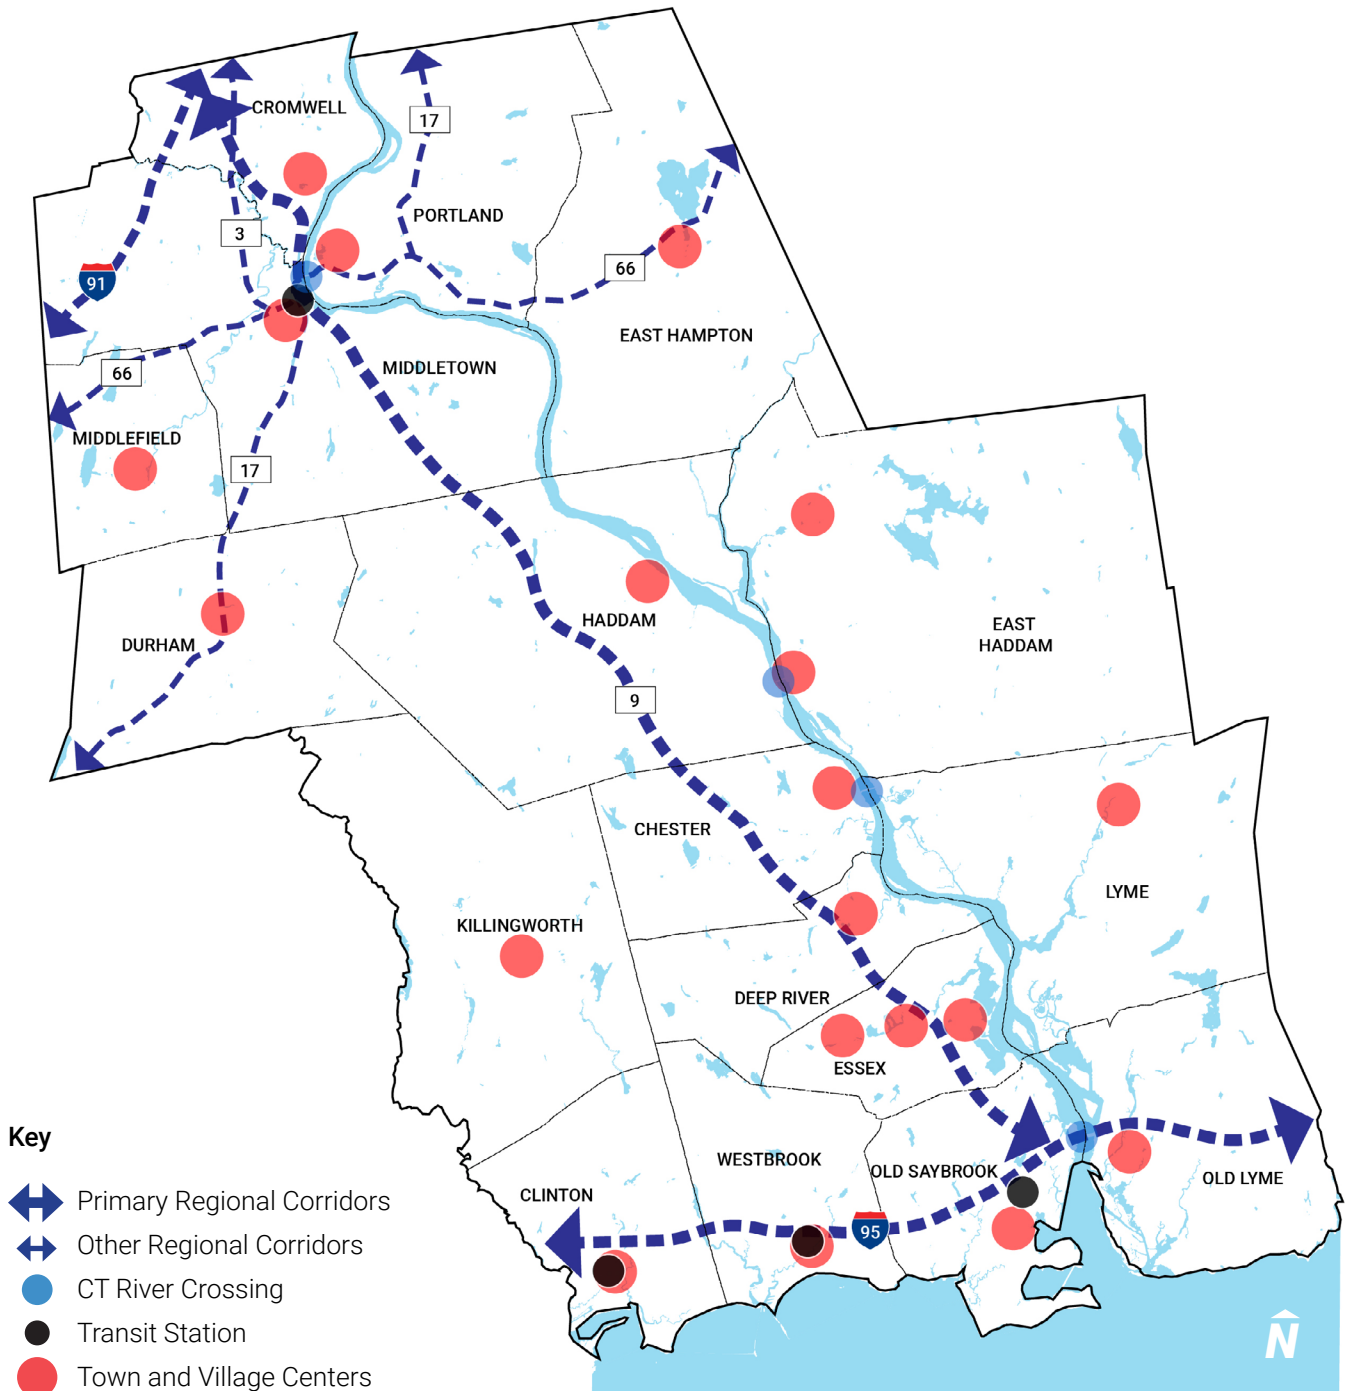 CROMWELL
17
PORTLAND
3
66
91
EAST HAMPTON
MIDDLETOWN
66
MIDDLEFIELD
17
HADDAM
EAST
HADDAM
DURHAM
9
CHESTER
LYME
KILLINGWORTH
DEEP RIVER
ESSEX
WESTBROOK
OLD SAYBROOK
OLD LYME
CLINTON
95
Key
Primary Regional Corridors
Other Regional Corridors
CT River Crossing
Transit Station
Town and Village Centers
N